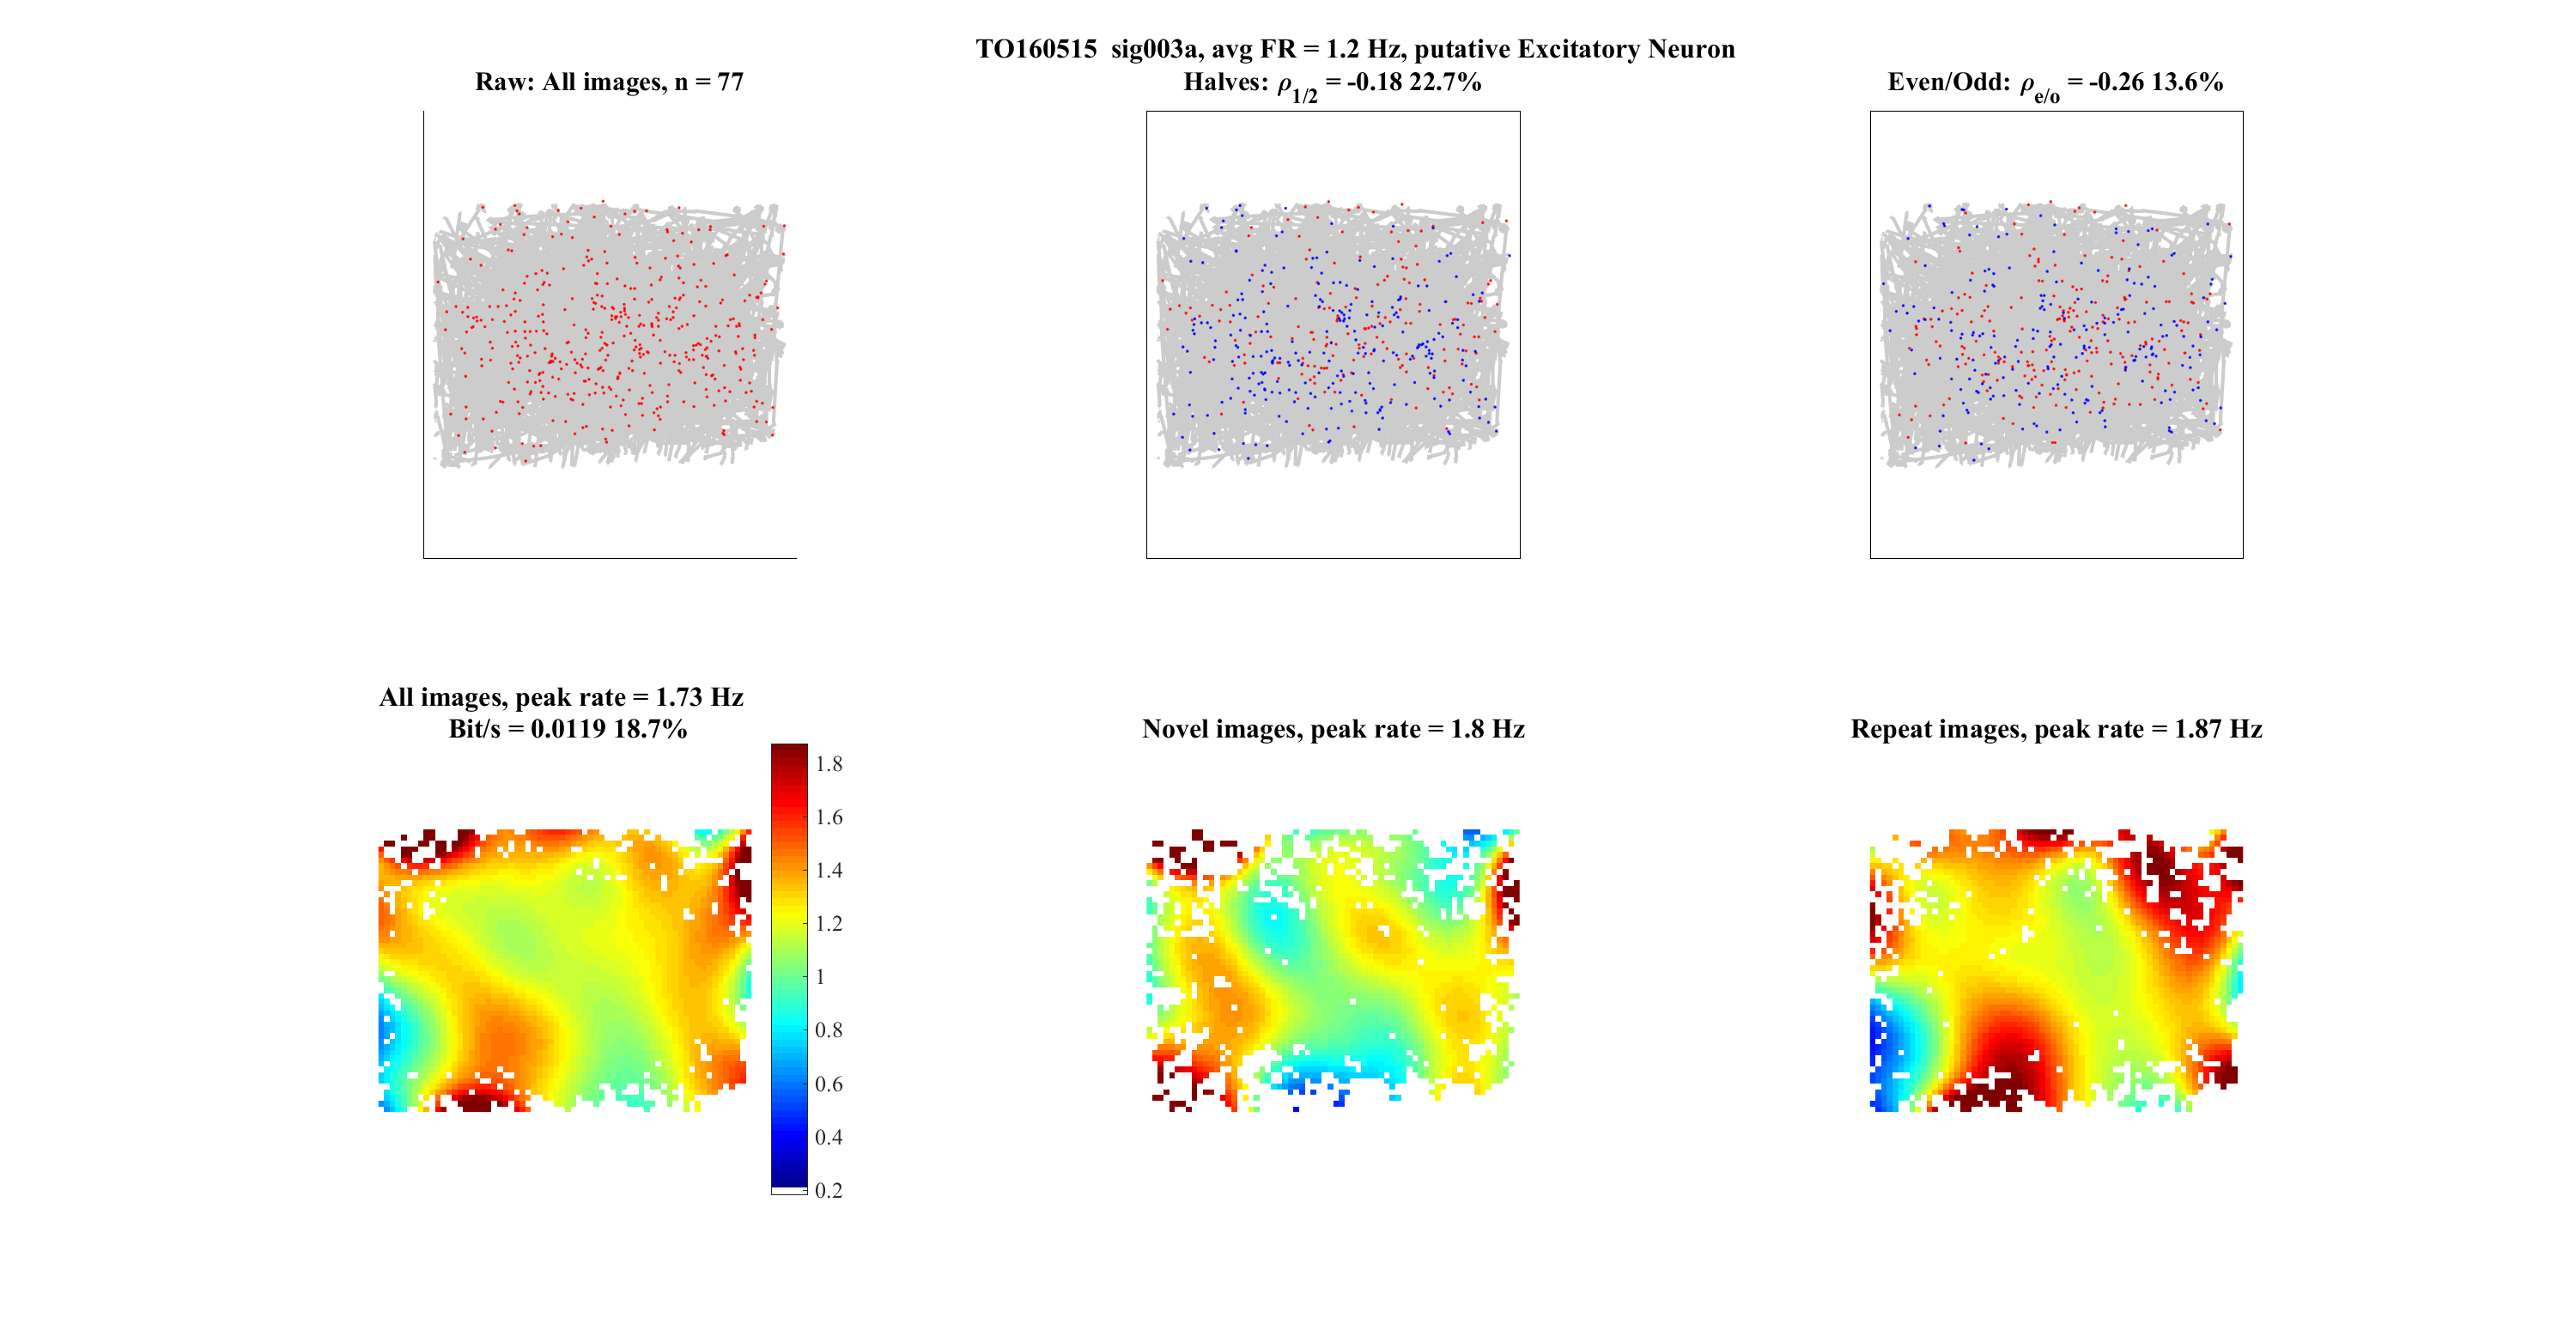 TO160515  sig003a, avg FR = 1.2 Hz, putative Excitatory Neuron
Raw: All images, n = 77
Halves: ρ1/2 = -0.18 22.7%
Even/Odd: ρe/o = -0.26 13.6%
All images, peak rate = 1.73 Hz
Bit/s = 0.0119 18.7%
Novel images, peak rate = 1.8 Hz
Repeat images, peak rate = 1.87 Hz
1.8
1.6
1.4
1.2
1
0.8
0.6
0.4
0.2